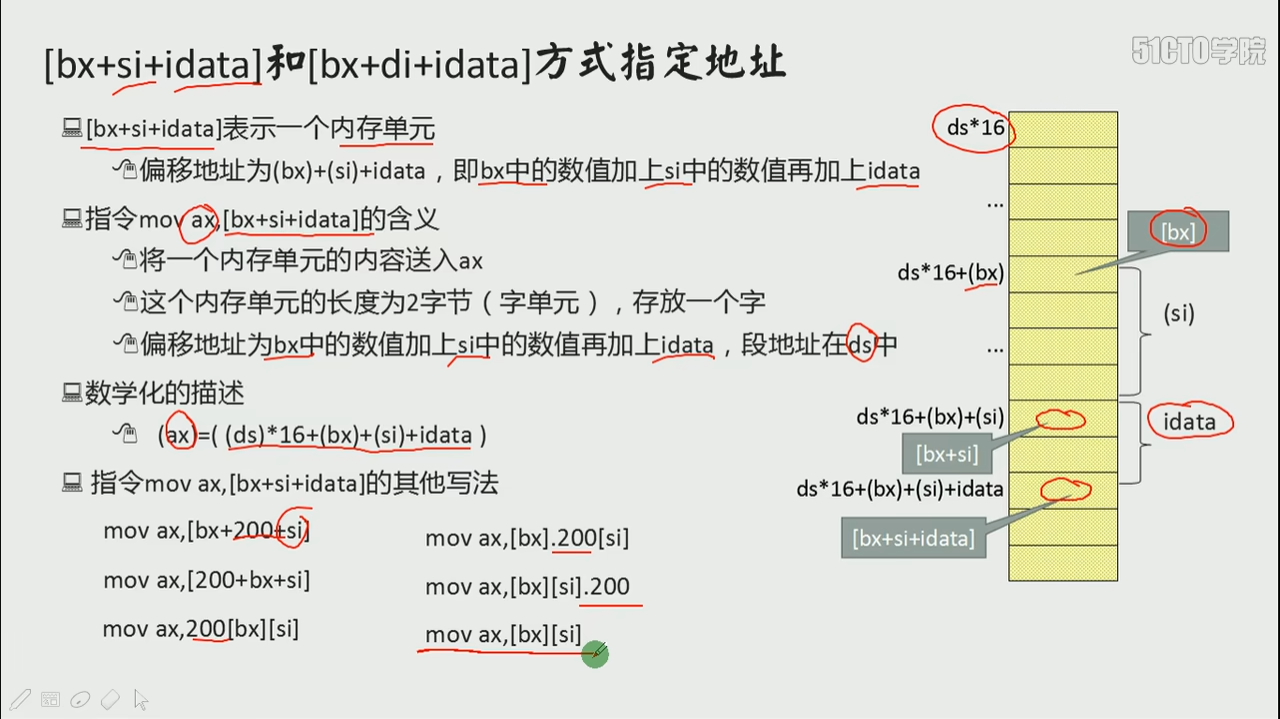 [bx+si+idata]和[bx+di+idata]方式指定地址
51CTO学院
[bx+si+idata]表示一个内存单元
偏移地址为(bx)+(si)+idata，即bx中的数值加上si中的数值再加上idata
指令mov ax,[bx+si+idata]的含义
将一个内存单元的内容送入ax
这个内存单元的长度为2字节（字单元），存放一个字
偏移地址为bx中的数值加上si中的数值再加上idata，段地址在ds中
数学化的描述
(ax)=( (ds)*16+(bx)+(si)+idata )
指令mov ax,[bx+si+idata]的其他写法
mov ax,[bx+200+si]
mov ax,[200+bx+si]
mov ax,200[bx][si]
mov ax,[bx].200[si]
mov ax,[bx][si].200
mov ax,[bx][si]
ds*16
...
[bx]
ds*16+(bx)
(si)
...
ds*16+(bx)+(si)
idata
[bx+si]
ds*16+(bx)+(si)+idata
[bx+si+idata]